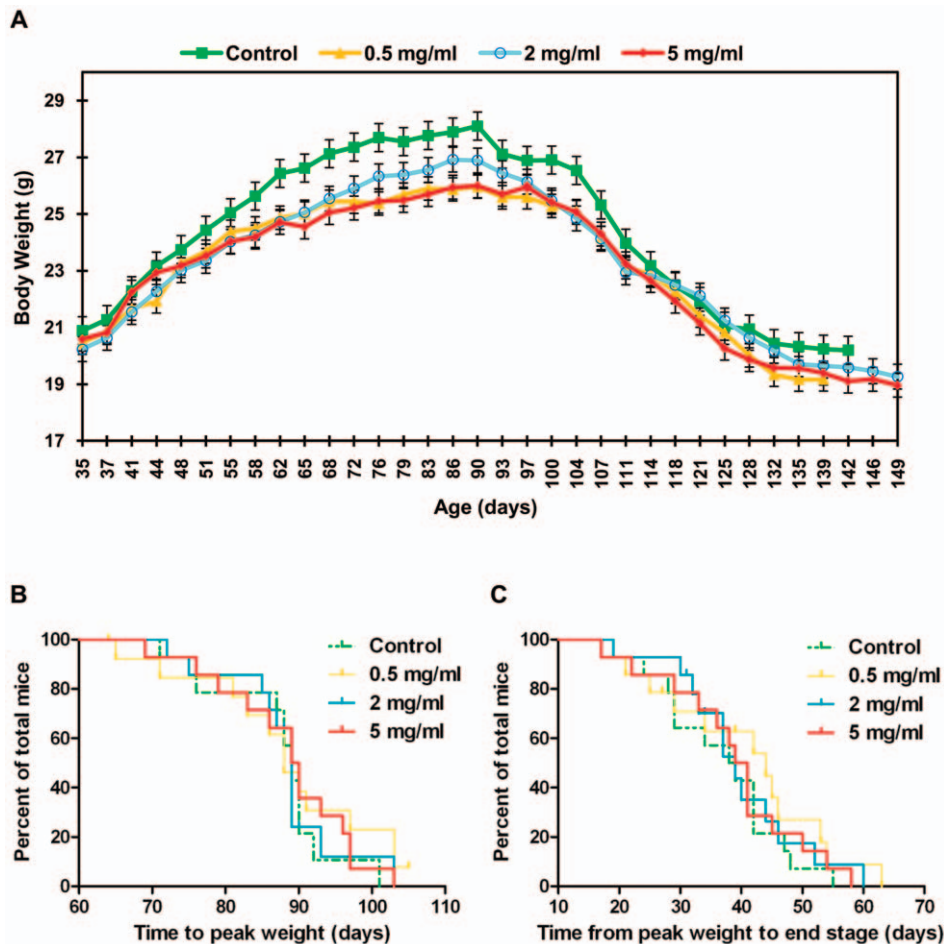 A
Control 0.5 mg/ml 2 mg/ml 5 mg/ml
29
27
25
23
21
19
17
Body Weight (g)
35 37 41 44 48 51 55 58 62 65 68 72 76 79 83 86 90 93 97 100 104 107 111 114 118 121 125 128 132 135 139 142 146 149
Age (days)
B
Control
0.5 mg/ml
2 mg/ml
5 mg/ml
100
80
60
40
20
0
Percent of total mice
60 70 80 90 100 110
Time to peak weight (days)
C
Control
0.5 mg/ml
2 mg/ml
5 mg/ml
100
80
60
40
20
0
Percent of total mice
10 20 30 40 50 60 70
Time from peak weight to end stage (days)